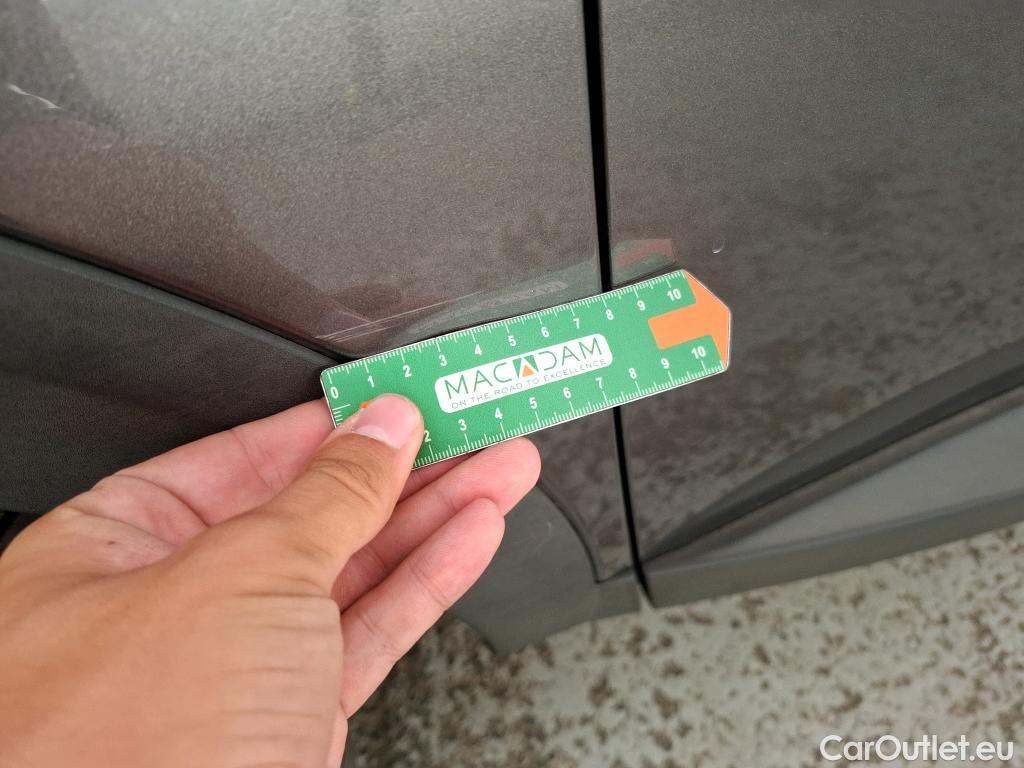 0 1 2 3 4 5 6 7 8 9 10
MACADAM
ON THE ROAD TO EXCELLENCE
2 3 4 5 6 7 8 9 10
CarOutlet.eu